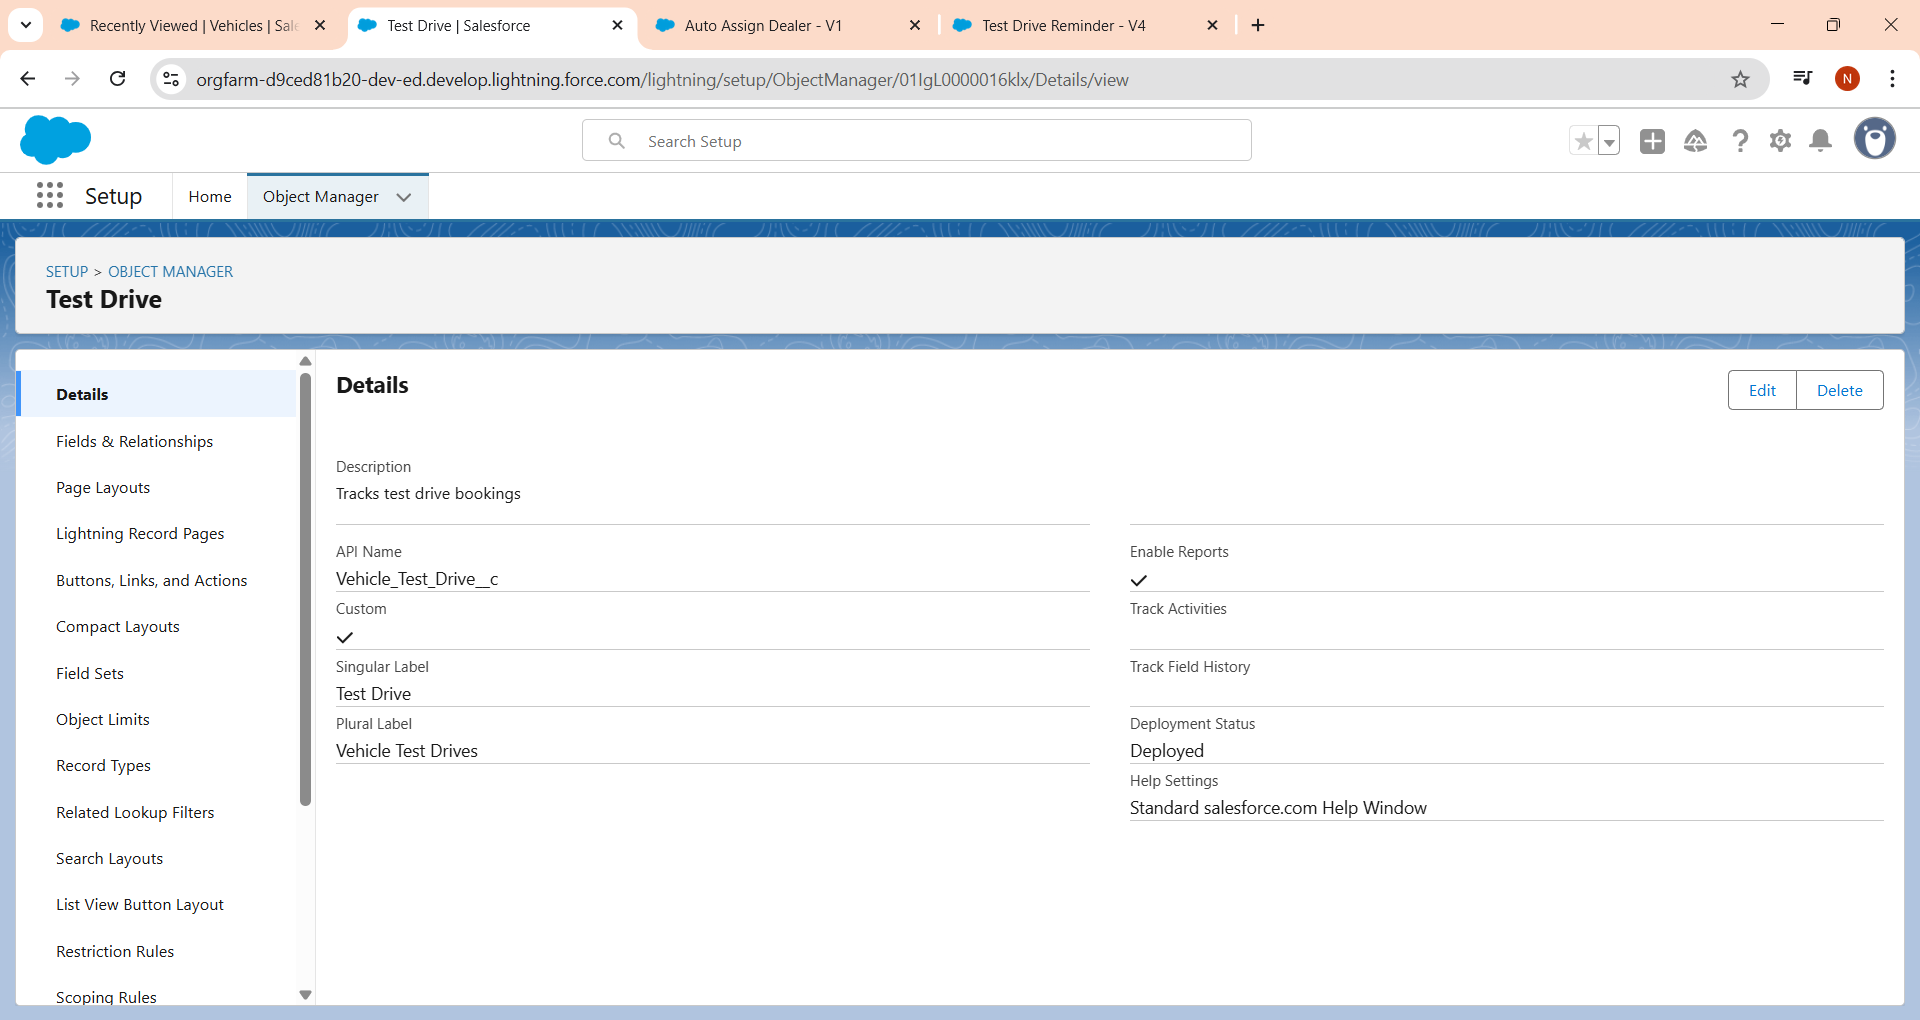 Recently Viewed | Vehicles | Sale
Test Drive | Salesforce
Auto Assign Dealer - V1
Test Drive Reminder - V4
orgfarm-d9ced81b20-dev-ed.develop.lightning.force.com/lightning/setup/ObjectManager/01IgL0000016klx/Details/view
N
Search Setup
Setup
Home
Object Manager
SETUP > OBJECT MANAGER
Test Drive
Details
Fields & Relationships
Page Layouts
Lightning Record Pages
Buttons, Links, and Actions
Compact Layouts
Field Sets
Object Limits
Record Types
Related Lookup Filters
Search Layouts
List View Button Layout
Restriction Rules
Scoping Rules
Details
Edit
Delete
Description
Tracks test drive bookings
API Name
Vehicle_Test_Drive__c
Custom
Singular Label
Test Drive
Plural Label
Vehicle Test Drives
Enable Reports
Track Activities
Track Field History
Deployment Status
Deployed
Help Settings
Standard salesforce.com Help Window